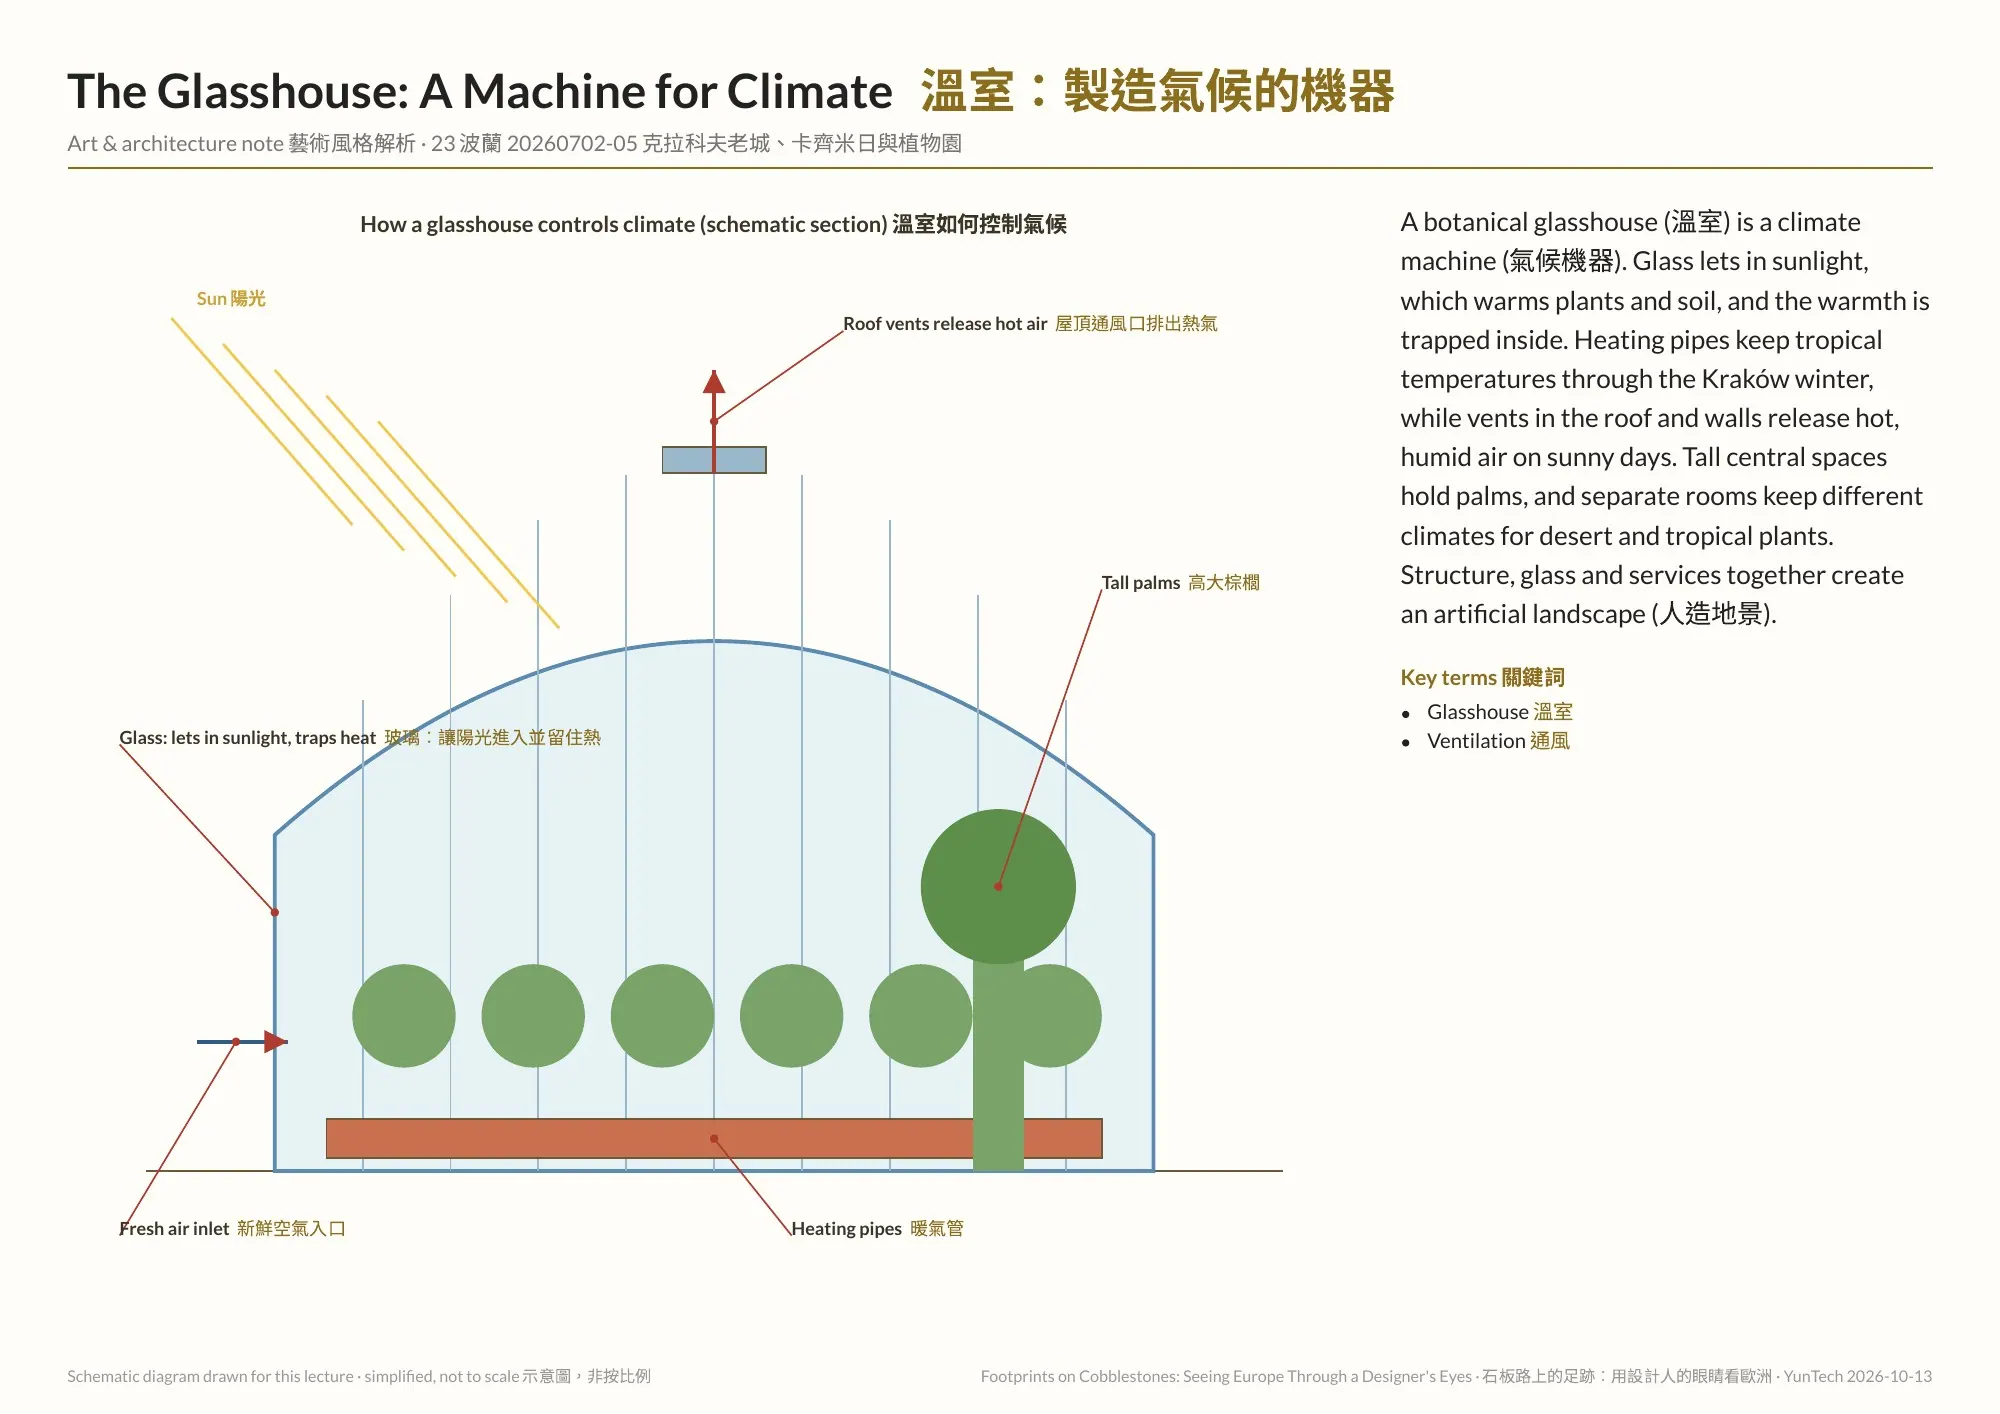 The Glasshouse: A Machine for Climate 溫室：製造氣候的機器
Art & architecture note 藝術風格解析 · 23 波蘭 20260702-05 克拉科夫老城、卡齊米日與植物園
How a glasshouse controls climate (schematic section) 溫室如何控制氣候
Sun 陽光
Roof vents release hot air 屋頂通風口排出熱氣
Tall palms 高大棕櫚
Glass: lets in sunlight, traps heat 玻璃：讓陽光進入並留住熱
Fresh air inlet 新鮮空氣入口
Heating pipes 暖氣管
A botanical glasshouse (溫室) is a climate
machine (氣候機器). Glass lets in sunlight,
which warms plants and soil, and the warmth is
trapped inside. Heating pipes keep tropical
temperatures through the Kraków winter,
while vents in the roof and walls release hot,
humid air on sunny days. Tall central spaces
hold palms, and separate rooms keep different
climates for desert and tropical plants.
Structure, glass and services together create
an artificial landscape (人造地景).
Key terms 關鍵詞
• Glasshouse 溫室
• Ventilation 通風
Schematic diagram drawn for this lecture · simplified, not to scale 示意圖，非按比例
Footprints on Cobblestones: Seeing Europe Through a Designer's Eyes · 石板路上的足跡：用設計人的眼睛看歐洲 · YunTech 2026-10-13